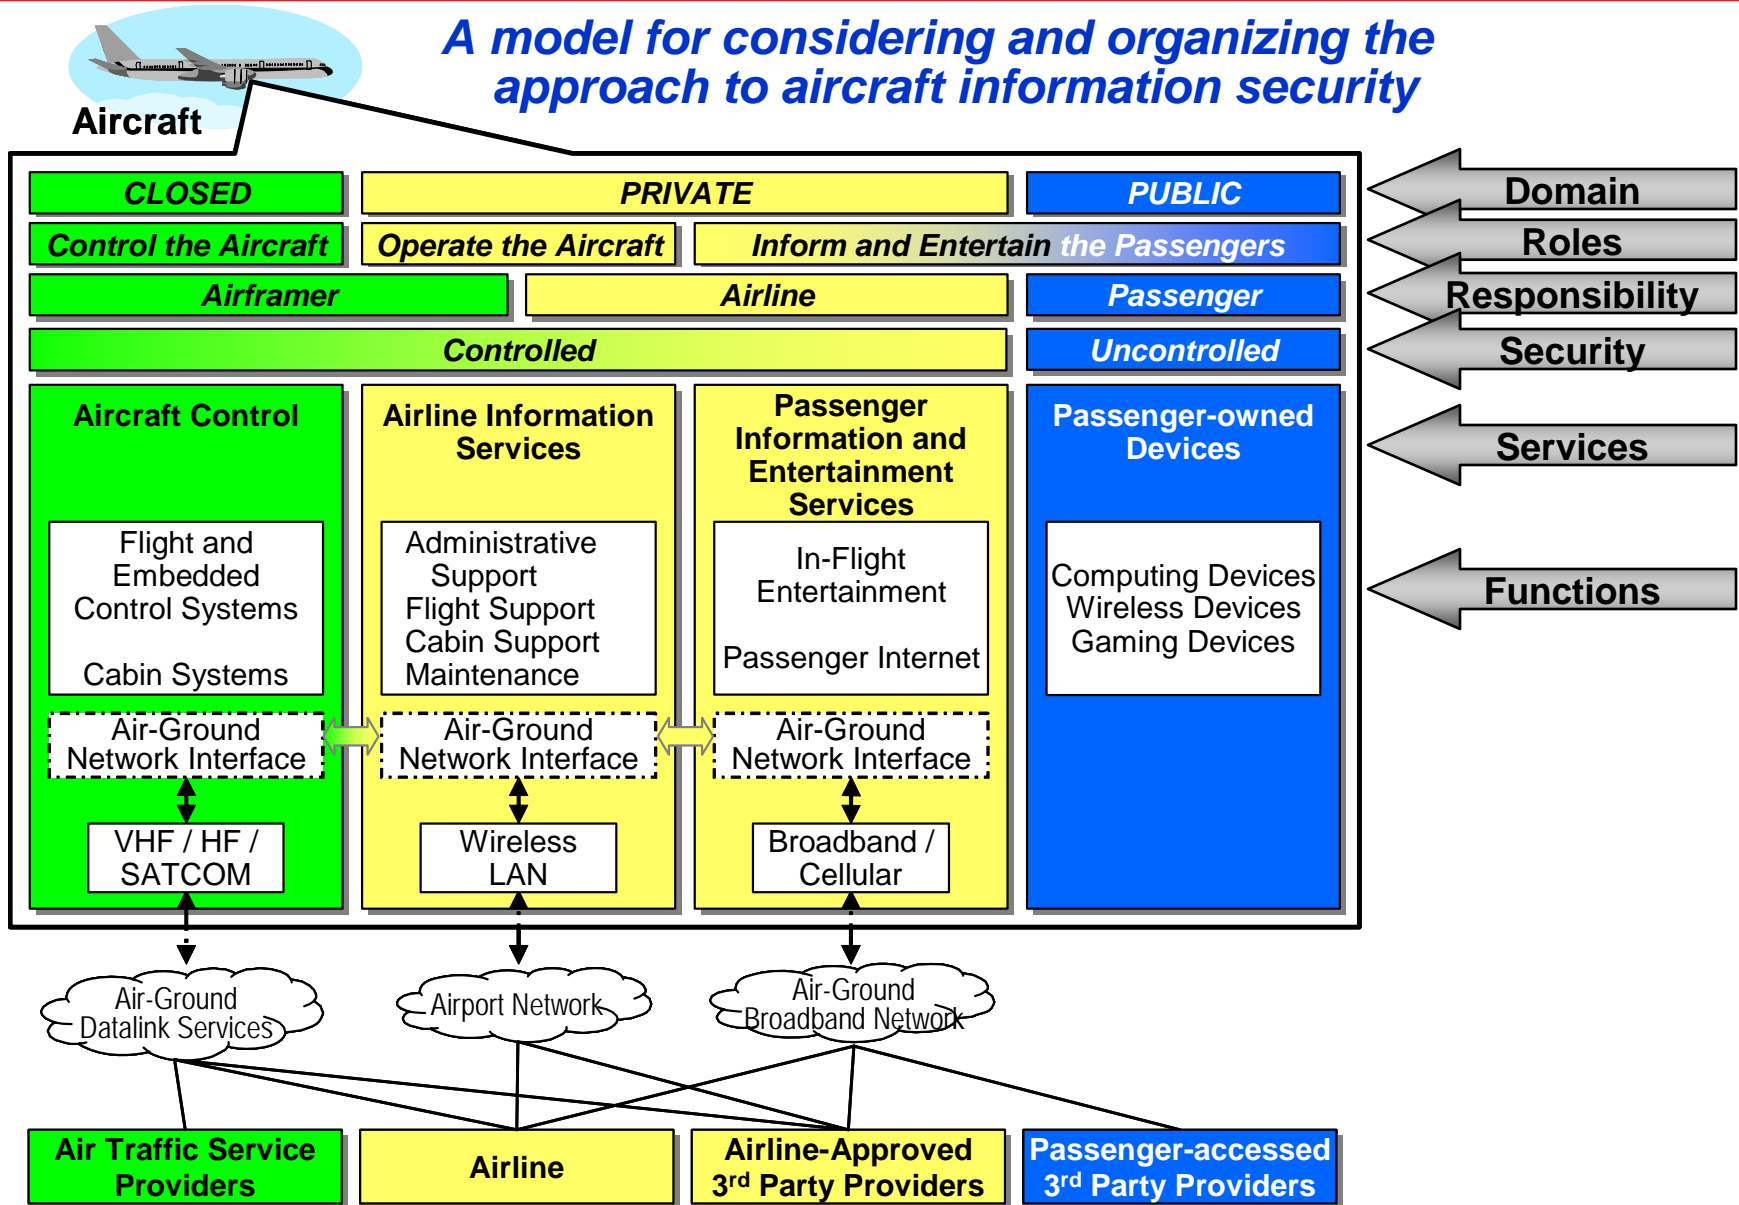 A model for considering and organizing the
approach to aircraft information security
Aircraft
CLOSED
PRIVATE
PUBLIC
Domain
Control the Aircraft
Operate the Aircraft
Inform and Entertain the Passengers
Roles
Airframer
Airline
Passenger
Responsibility
Controlled
Uncontrolled
Security
Aircraft Control
Airline Information
Services
Passenger
Information and
Entertainment
Services
Passenger-owned
Devices
Services
Flight and
Embedded
Control Systems
Cabin Systems
Administrative
Support
Flight Support
Cabin Support
Maintenance
In-Flight
Entertainment
Passenger Internet
Computing Devices
Wireless Devices
Gaming Devices
Functions
Air-Ground
Network Interface
Air-Ground
Network Interface
Air-Ground
Network Interface
VHF / HF /
SATCOM
Wireless
LAN
Broadband /
Cellular
Air-Ground
Datalink Services
Airport Network
Air-Ground
Broadband Network
Air Traffic Service
Providers
Airline
Airline-Approved
3rd Party Providers
Passenger-accessed
3rd Party Providers